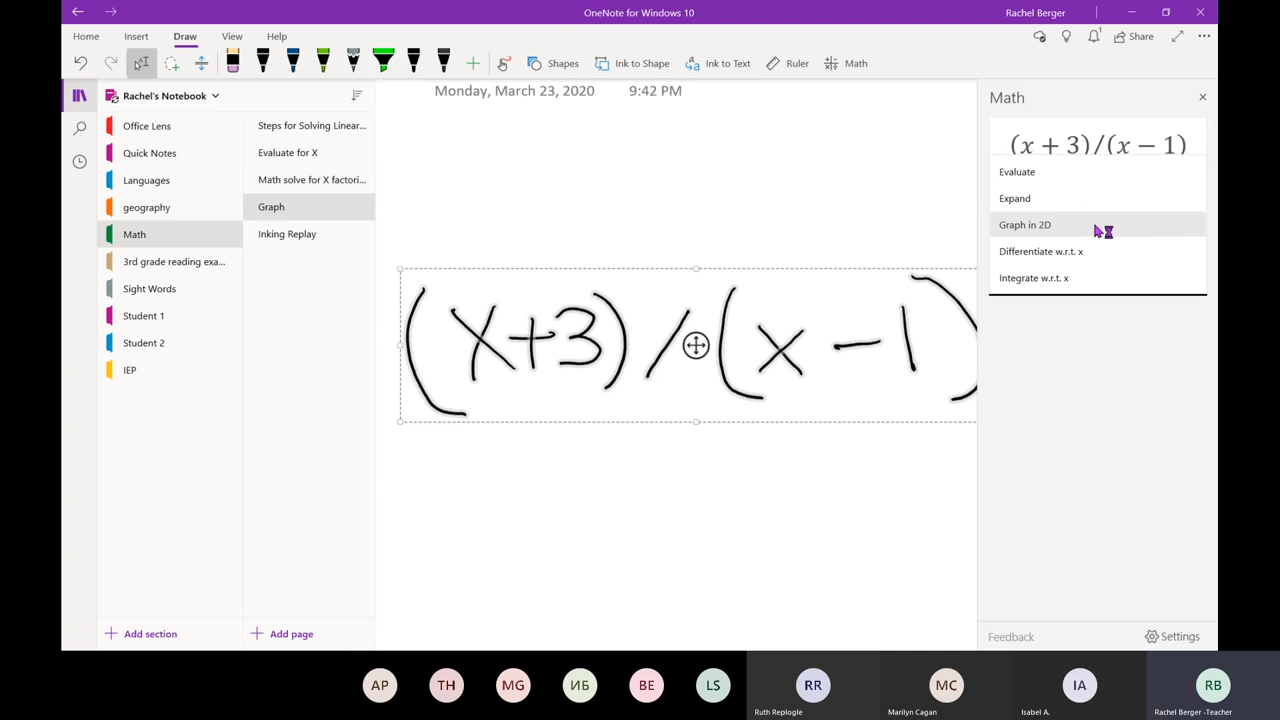 OneNote for Windows 10
Rachel Berger
Home Insert Draw View Help
Share
Shapes Ink to Shape Ink to Text Ruler Math
Rachel's Notebook
Office Lens
Quick Notes
Languages
geography
Math
3rd grade reading exa...
Sight Words
Student 1
Student 2
IEP
Add section
Steps for Solving Linear...
Evaluate for X
Math solve for X factori...
Graph
Inking Replay
Add page
Monday, March 23, 2020 9:42 PM
(x+3)/(x-1)
Math
(x + 3)/(x − 1)
Evaluate
Expand
Graph in 2D
Differentiate w.r.t. x
Integrate w.r.t. x
Feedback Settings
AP TH MG ИБ BE LS RR MC IA RB
Ruth Replogle Marilyn Cagan Isabel A. Rachel Berger -Teacher